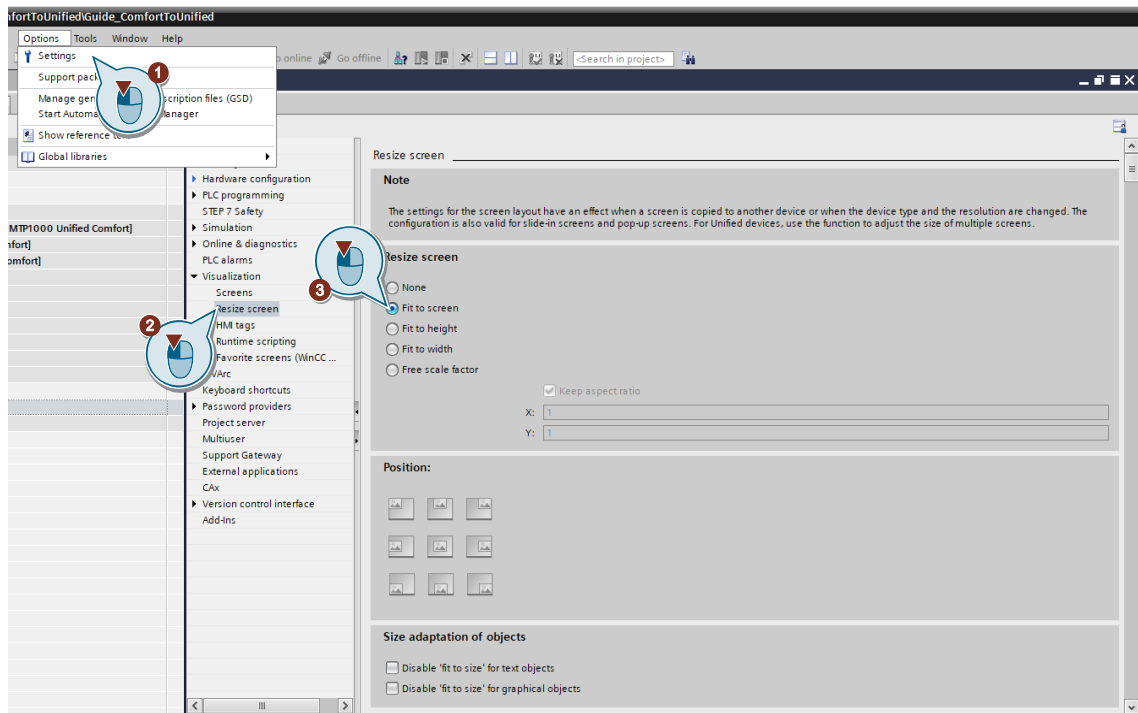 nfortToUnified\Guide_ComfortToUnified
Options Tools Window Help
Settings
online Go offline <Search in project>
Support pack
1
Manage gen scription files (GSD)
Start Automa anager
Show reference
Global libraries
Resize screen
Hardware configuration
Note
PLC programming
STEP 7 Safety
The settings for the screen layout have an effect when a screen is copied to another device or when the device type and the resolution are changed. The
configuration is also valid for slide-in screens and pop-up screens. For Unified devices, use the function to adjust the size of multiple screens.
MTP1000 Unified Comfort]
Simulation
nfort]
Online & diagnostics
omfort]
PLC alarms
Resize screen
Visualization
Screens
3
None
Resize screen
Fit to screen
2
HMI tags
Fit to height
Runtime scripting
Fit to width
Favorite screens (WinCC ...
Free scale factor
Keyboard shortcuts
Keep aspect ratio
Password providers
X: 1
Project server
Y: 1
Multiuser
Support Gateway
Position:
External applications
CAx
Version control interface
Add-Ins
Size adaptation of objects
Disable 'fit to size' for text objects
Disable 'fit to size' for graphical objects